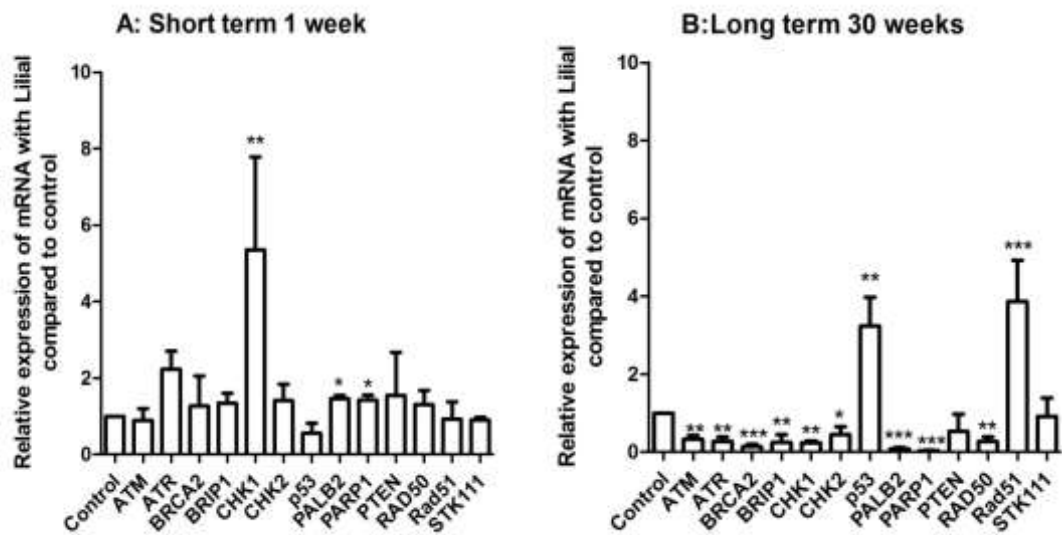 A: Short term 1 week
Relative expression of mRNA with Lilial
compared to control
10
8
6
4
2
0
**
*
*
Control
ATM
ATR
BRCA2
BRIP1
CHK1
CHK2
p53
PALB2
PARP1
PTEN
RAD50
Rad51
STK111
B:Long term 30 weeks
Relative expression of mRNA with Lilial
compared to control
10
8
6
4
2
0
**
**
***
**
**
*
**
***
***
**
***
Control
ATM
ATR
BRCA2
BRIP1
CHK1
CHK2
p53
PALB2
PARP1
PTEN
RAD50
Rad51
STK111